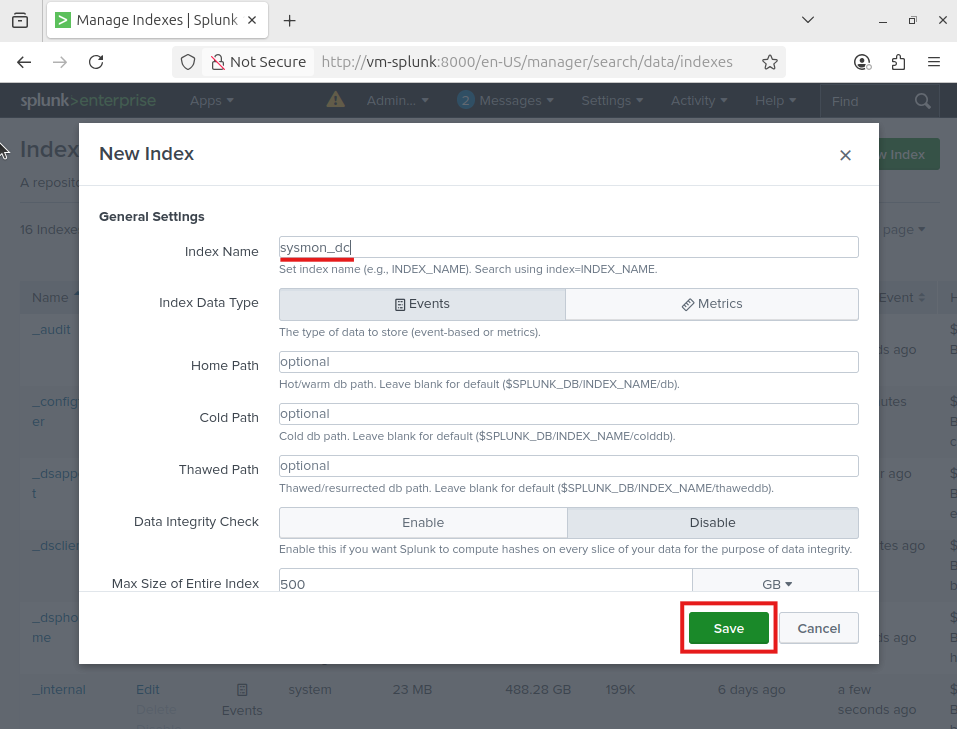 Manage Indexes | Splunk
Not Secure
http://vm-splunk:8000/en-US/manager/search/data/indexes
splunk>enterprise
Apps
Admin...
2
Messages
Settings
Activity
Help
Find
New Index
General Settings
Index Name
sysmon_dc
Set index name (e.g., INDEX_NAME). Search using index=INDEX_NAME.
Index Data Type
Events
Metrics
The type of data to store (event-based or metrics).
Home Path
optional
Hot/warm db path. Leave blank for default ($SPLUNK_DB/INDEX_NAME/db).
Cold Path
optional
Cold db path. Leave blank for default ($SPLUNK_DB/INDEX_NAME/colddb).
Thawed Path
optional
Thawed/resurrected db path. Leave blank for default ($SPLUNK_DB/INDEX_NAME/thaweddb).
Data Integrity Check
Enable
Disable
Enable this if you want Splunk to compute hashes on every slice of your data for the purpose of data integrity.
Max Size of Entire Index
500
GB
Save
Cancel
Index
w Index
A reposito
16 Indexe
page
Name
Event
_audit
s ago
_config
er
utes
_dsapp
t
r ago
_dsclien
tes ago
_dspho
me
s ago
_internal
Edit
Delete
Events
system
23 MB
488.28 GB
199K
6 days ago
a few
seconds ago